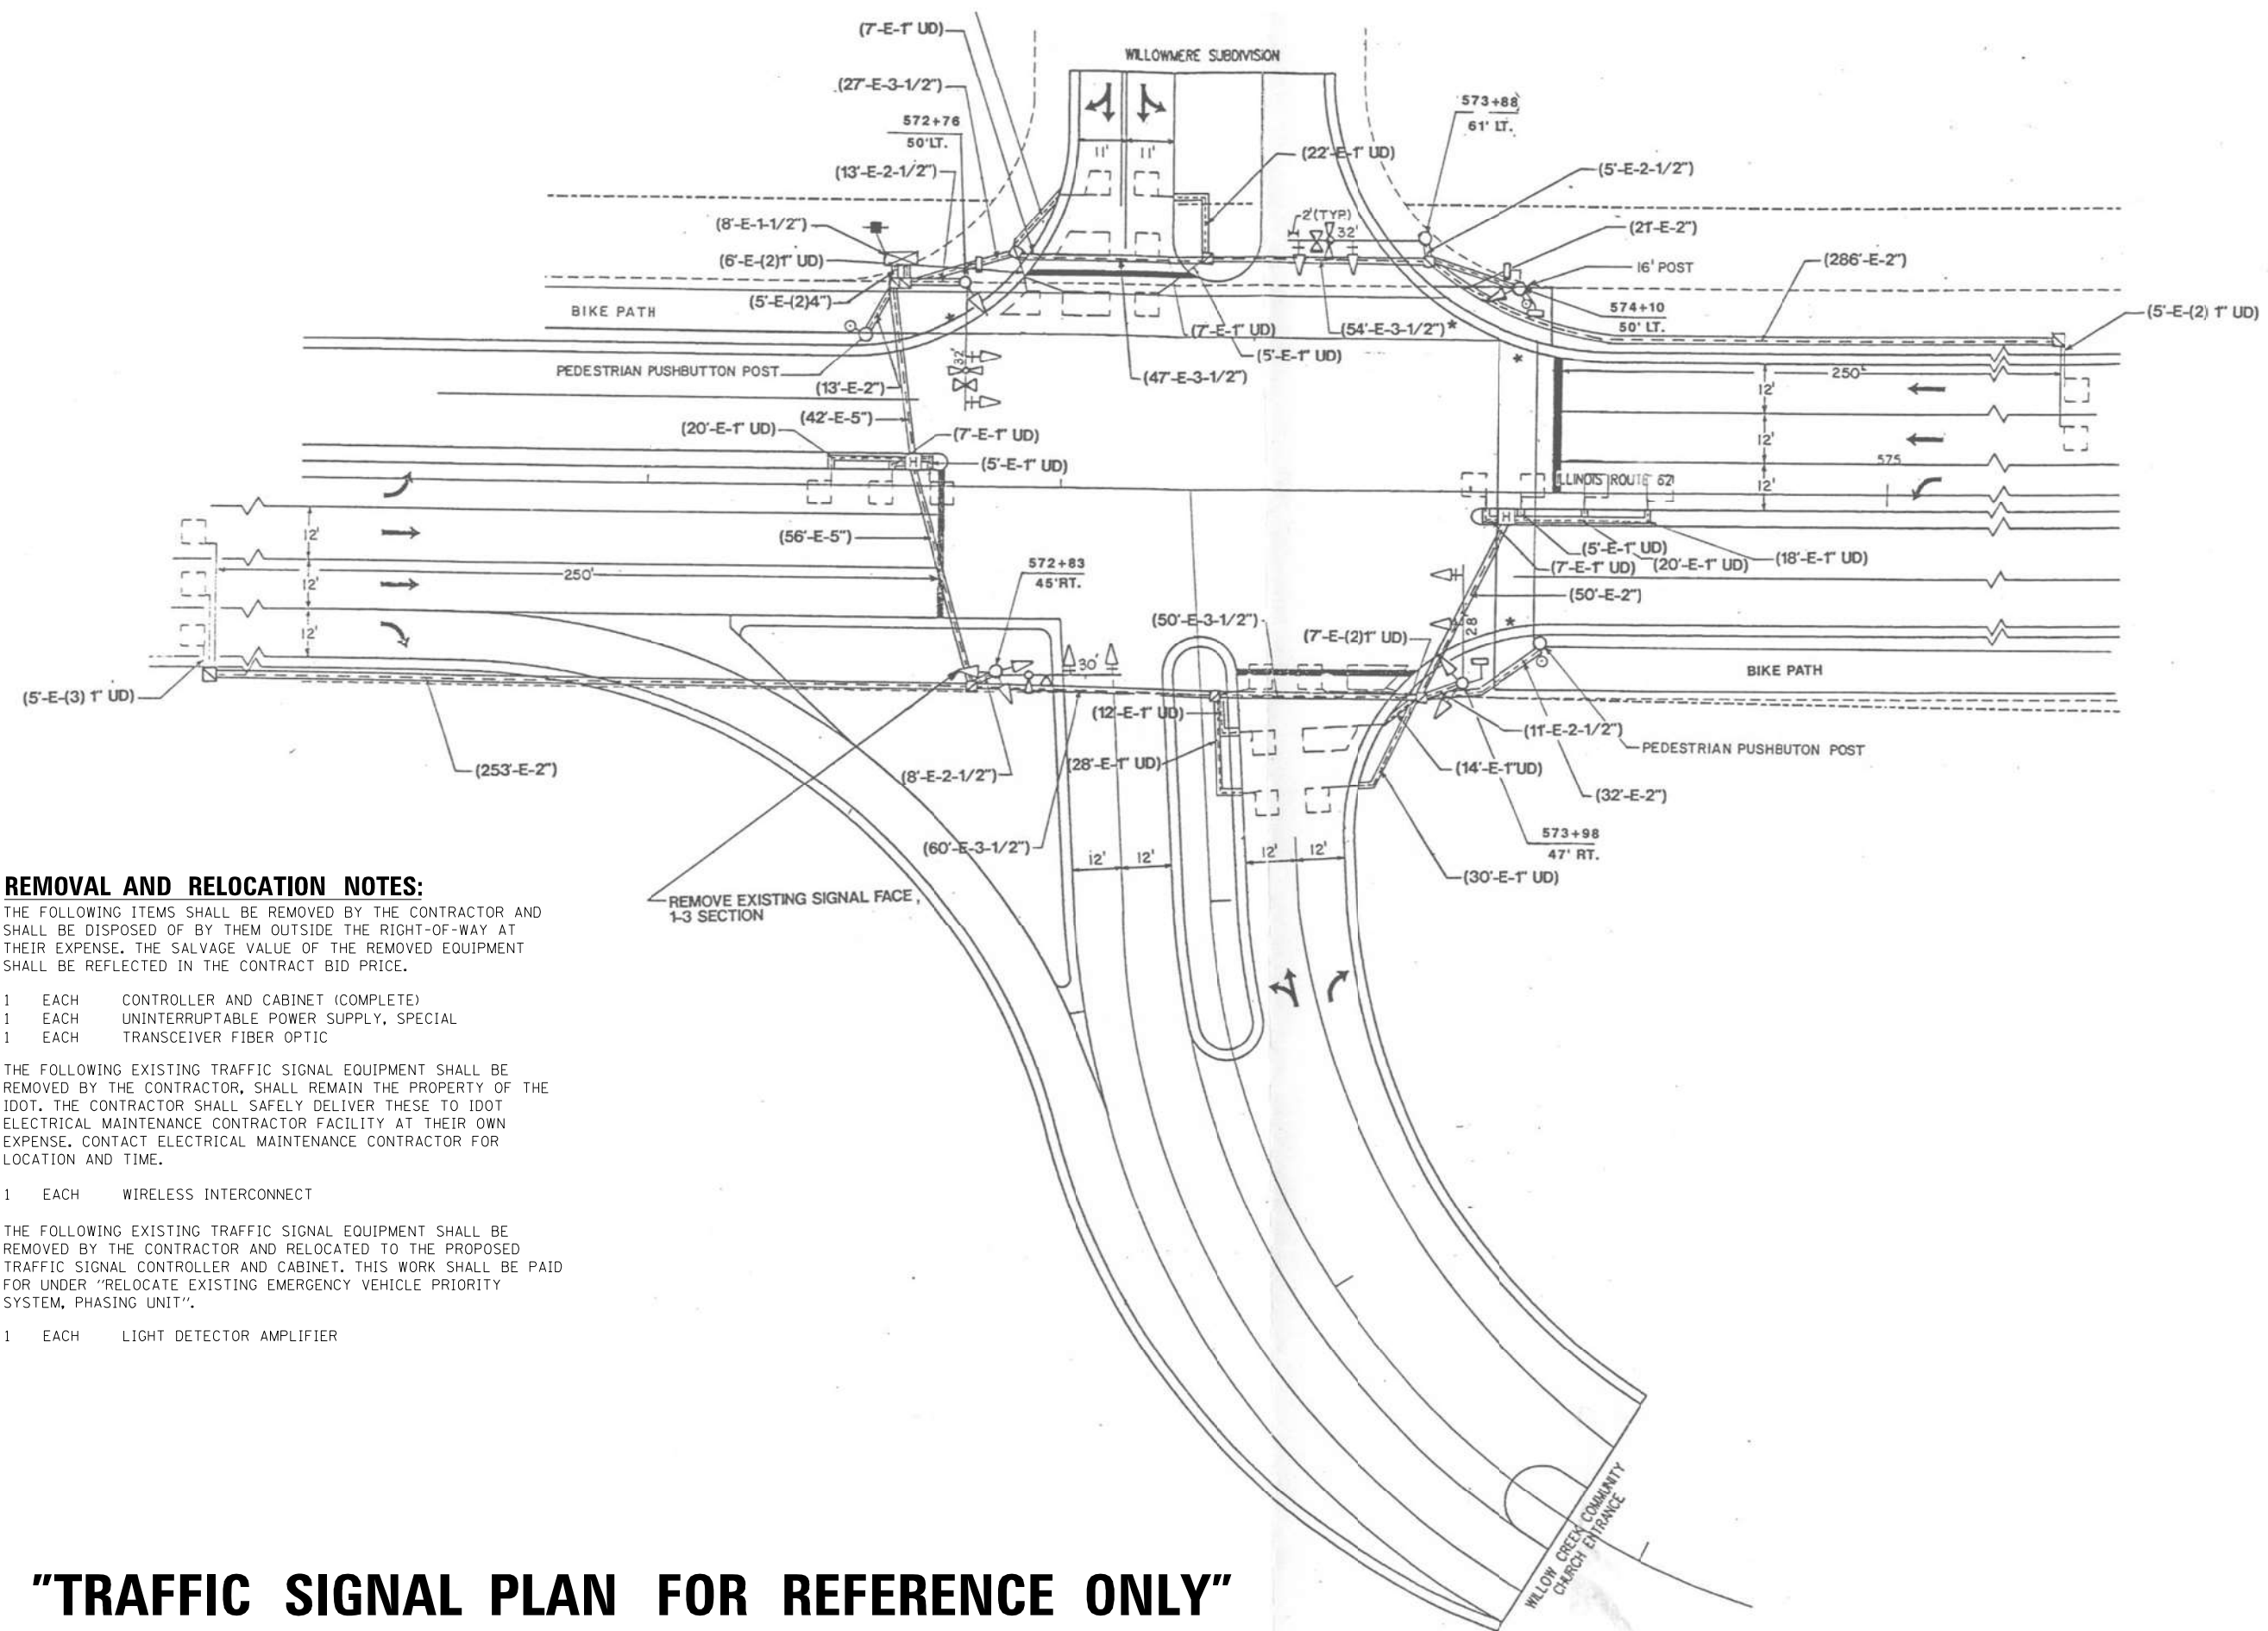 (7'-E-1" UD)
WILLOWMERE SUBDIVISION
(27'-E-3-1/2")
573+88
61' LT.
572+76
50'LT.
11'
11'
(22'-E-1" UD)
(13'-E-2-1/2")
(5'-E-2-1/2")
(8'-E-1-1/2")
2'(TYP.)
32'
(21'-E-2")
(6'-E-(2)1" UD)
16' POST
(286'-E-2")
(5'-E-(2)4")
574+10
50' LT.
BIKE PATH
*
(7'-E-1" UD)
(54'-E-3-1/2")*
(5'-E-(2) 1" UD)
(5'-E-1" UD)
*
PEDESTRIAN PUSHBUTTON POST
32'
(47'-E-3-1/2")
250'
(13'-E-2")
12'
(42'-E-5")
(20'-E-1" UD)
(7'-E-1" UD)
12'
H
(5'-E-1" UD)
575
ILLINOIS ROUTE 62
12'
H
12'
(56'-E-5")
(5'-E-1" UD)
(18'-E-1" UD)
(7'-E-1" UD)
(20'-E-1" UD)
572+83
45'RT.
250'
12'
(50'-E-2")
(50'-E-3-1/2")
28'
*
12'
(7'-E-(2)1" UD)
30'
BIKE PATH
(5'-E-(3) 1" UD)
(12'-E-1" UD)
(11'-E-2-1/2")
PEDESTRIAN PUSHBUTON POST
(253'-E-2")
(8'-E-2-1/2")
(28'-E-1" UD)
(14'-E-1"UD)
(32'-E-2")
573+98
47' RT.
(60'-E-3-1/2")
12'
12'
12'
12'
(30'-E-1" UD)
REMOVE EXISTING SIGNAL FACE,
1-3 SECTION
REMOVAL AND RELOCATION NOTES:
THE FOLLOWING ITEMS SHALL BE REMOVED BY THE CONTRACTOR AND
SHALL BE DISPOSED OF BY THEM OUTSIDE THE RIGHT-OF-WAY AT
THEIR EXPENSE. THE SALVAGE VALUE OF THE REMOVED EQUIPMENT
SHALL BE REFLECTED IN THE CONTRACT BID PRICE.
1 EACH CONTROLLER AND CABINET (COMPLETE)
1 EACH UNINTERRUPTABLE POWER SUPPLY, SPECIAL
1 EACH TRANSCEIVER FIBER OPTIC
THE FOLLOWING EXISTING TRAFFIC SIGNAL EQUIPMENT SHALL BE
REMOVED BY THE CONTRACTOR, SHALL REMAIN THE PROPERTY OF THE
IDOT. THE CONTRACTOR SHALL SAFELY DELIVER THESE TO IDOT
ELECTRICAL MAINTENANCE CONTRACTOR FACILITY AT THEIR OWN
EXPENSE. CONTACT ELECTRICAL MAINTENANCE CONTRACTOR FOR
LOCATION AND TIME.
1 EACH WIRELESS INTERCONNECT
THE FOLLOWING EXISTING TRAFFIC SIGNAL EQUIPMENT SHALL BE
REMOVED BY THE CONTRACTOR AND RELOCATED TO THE PROPOSED
TRAFFIC SIGNAL CONTROLLER AND CABINET. THIS WORK SHALL BE PAID
FOR UNDER "RELOCATE EXISTING EMERGENCY VEHICLE PRIORITY
SYSTEM, PHASING UNIT".
1 EACH LIGHT DETECTOR AMPLIFIER
WILLOW CREEK COMMUNITY
CHURCH ENTRANCE
"TRAFFIC SIGNAL PLAN FOR REFERENCE ONLY"